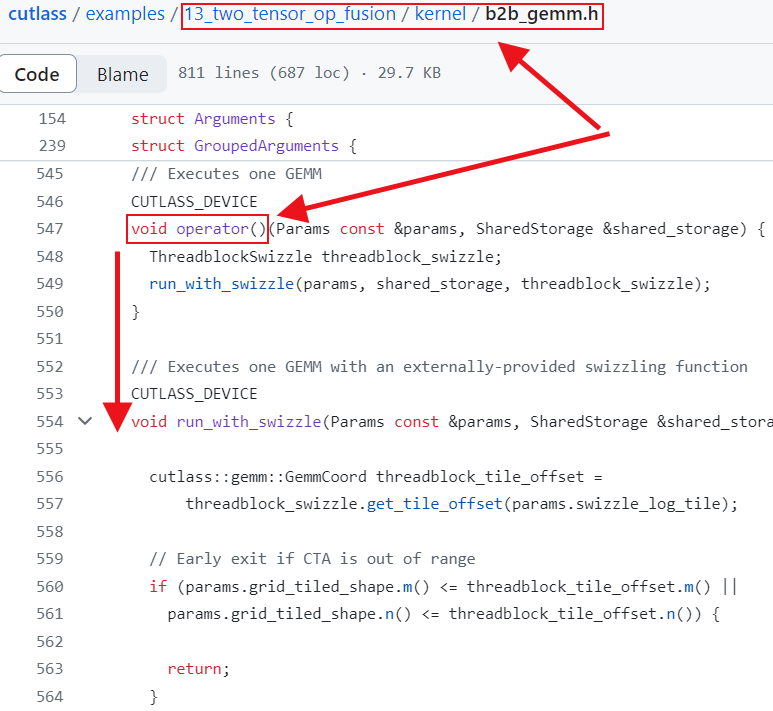 cutlass / examples / 13_two_tensor_op_fusion / kernel / b2b_gemm.h
Code Blame 811 lines (687 loc) · 29.7 KB
154 struct Arguments {
239 struct GroupedArguments {
545 /// Executes one GEMM
546 CUTLASS_DEVICE
547 void operator()(Params const &params, SharedStorage &shared_storage) {
548 ThreadblockSwizzle threadblock_swizzle;
549 run_with_swizzle(params, shared_storage, threadblock_swizzle);
550 }
551
552 /// Executes one GEMM with an externally-provided swizzling function
553 CUTLASS_DEVICE
554 void run_with_swizzle(Params const &params, SharedStorage &shared_stora
555
556 cutlass::gemm::GemmCoord threadblock_tile_offset =
557 threadblock_swizzle.get_tile_offset(params.swizzle_log_tile);
558
559 // Early exit if CTA is out of range
560 if (params.grid_tiled_shape.m() <= threadblock_tile_offset.m() ||
561 params.grid_tiled_shape.n() <= threadblock_tile_offset.n()) {
562
563 return;
564 }